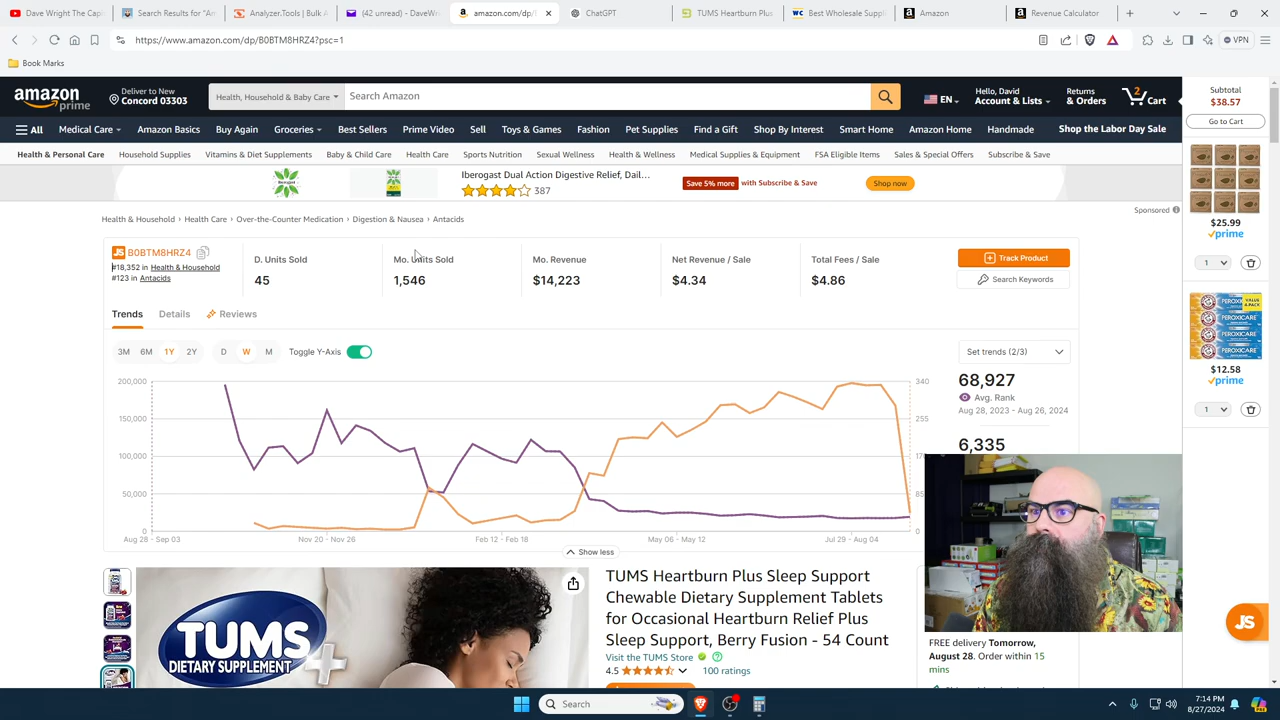 Dave Wright The Cap
Search Results for "An
Analyzer.Tools | Bulk A
(42 unread) - DaveWr
amazon.com/dp/
ChatGPT
TUMS Heartburn Plus
Best Wholesale Suppl
Amazon
Revenue Calculator
https://www.amazon.com/dp/B0BTM8HRZ4?psc=1
VPN
Book Marks
amazon
prime
Deliver to New
Concord 03303
Health, Household & Baby Care
Search Amazon
EN
Hello, David
Account & Lists
Returns
& Orders
2
Cart
Subtotal
$38.57
Go to Cart
All
Medical Care
Amazon Basics
Buy Again
Groceries
Best Sellers
Prime Video
Sell
Toys & Games
Fashion
Pet Supplies
Find a Gift
Shop By Interest
Smart Home
Amazon Home
Handmade
Shop the Labor Day Sale
Health & Personal Care
Household Supplies
Vitamins & Diet Supplements
Baby & Child Care
Health Care
Sports Nutrition
Sexual Wellness
Health & Wellness
Medical Supplies & Equipment
FSA Eligible Items
Sales & Special Offers
Subscribe & Save
Iberogast
Iberogast Dual Action Digestive Relief, Dail...
387
Save 5% more
with Subscribe & Save
Shop now
Sponsored
Health & Household › Health Care › Over-the-Counter Medication › Digestion & Nausea › Antacids
JS B0BTM8HRZ4
#18,352 in Health & Household
#123 in Antacids
D. Units Sold
45
Mo. Units Sold
1,546
Mo. Revenue
$14,223
Net Revenue / Sale
$4.34
Total Fees / Sale
$4.86
Track Product
Search Keywords
Trends
Details
Reviews
3M
6M
1Y
2Y
D
W
M
Toggle Y-Axis
Set trends (2/3)
200,000
150,000
100,000
50,000
0
340
255
85
0
Aug 28 - Sep 03
Nov 20 - Nov 26
Feb 12 - Feb 18
May 06 - May 12
Jul 29 - Aug 04
68,927
Avg. Rank
Aug 28, 2023 - Aug 26, 2024
6,335
Show less
$25.99
prime
1
PEROXICARE
PEROXICARE
PEROXICARE
PEROXICARE
$12.58
prime
1
TUMS
DIETARY SUPPLEMENT
TUMS Heartburn Plus Sleep Support
Chewable Dietary Supplement Tablets
for Occasional Heartburn Relief Plus
Sleep Support, Berry Fusion - 54 Count
Visit the TUMS Store
4.5
100 ratings
FREE delivery Tomorrow,
August 28. Order within 15
mins
JS
Search
7:14 PM
8/27/2024